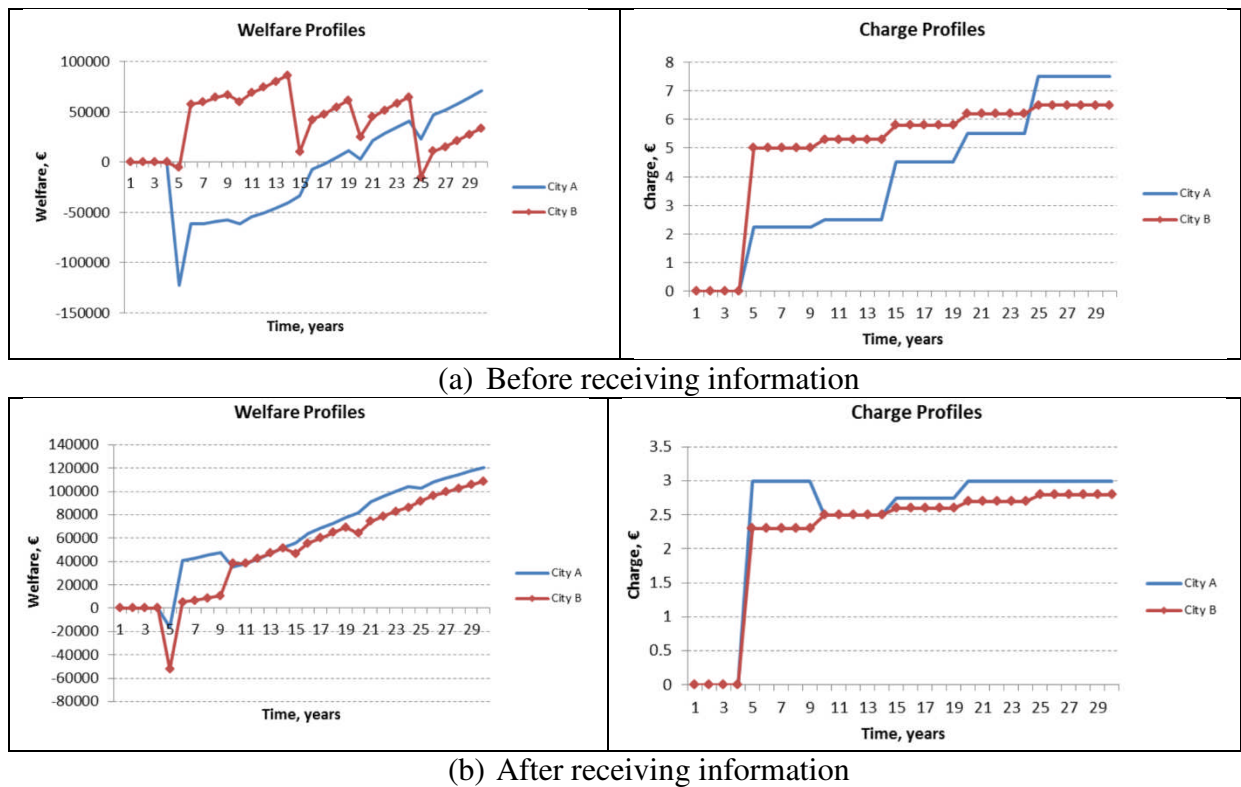 Welfare Profiles
100000
50000
0
-50000
-100000
-150000
1 3 5 7 9 11 13 15 17 19 21 23 25 27 29
Welfare, €
Time, years
City A
City B
Charge Profiles
8
7
6
5
4
3
2
1
0
1 3 5 7 9 11 13 15 17 19 21 23 25 27 29
Charge, €
Time, years
City A
City B
(a) Before receiving information
Welfare Profiles
140000
120000
100000
80000
60000
40000
20000
0
-20000
-40000
-60000
-80000
1 3 5 7 9 11 13 15 17 19 21 23 25 27 29
Welfare, €
Time, years
City A
City B
Charge Profiles
3.5
3
2.5
2
1.5
1
0.5
0
1 3 5 7 9 11 13 15 17 19 21 23 25 27 29
Charge, €
Time, years
City A
City B
(b) After receiving information